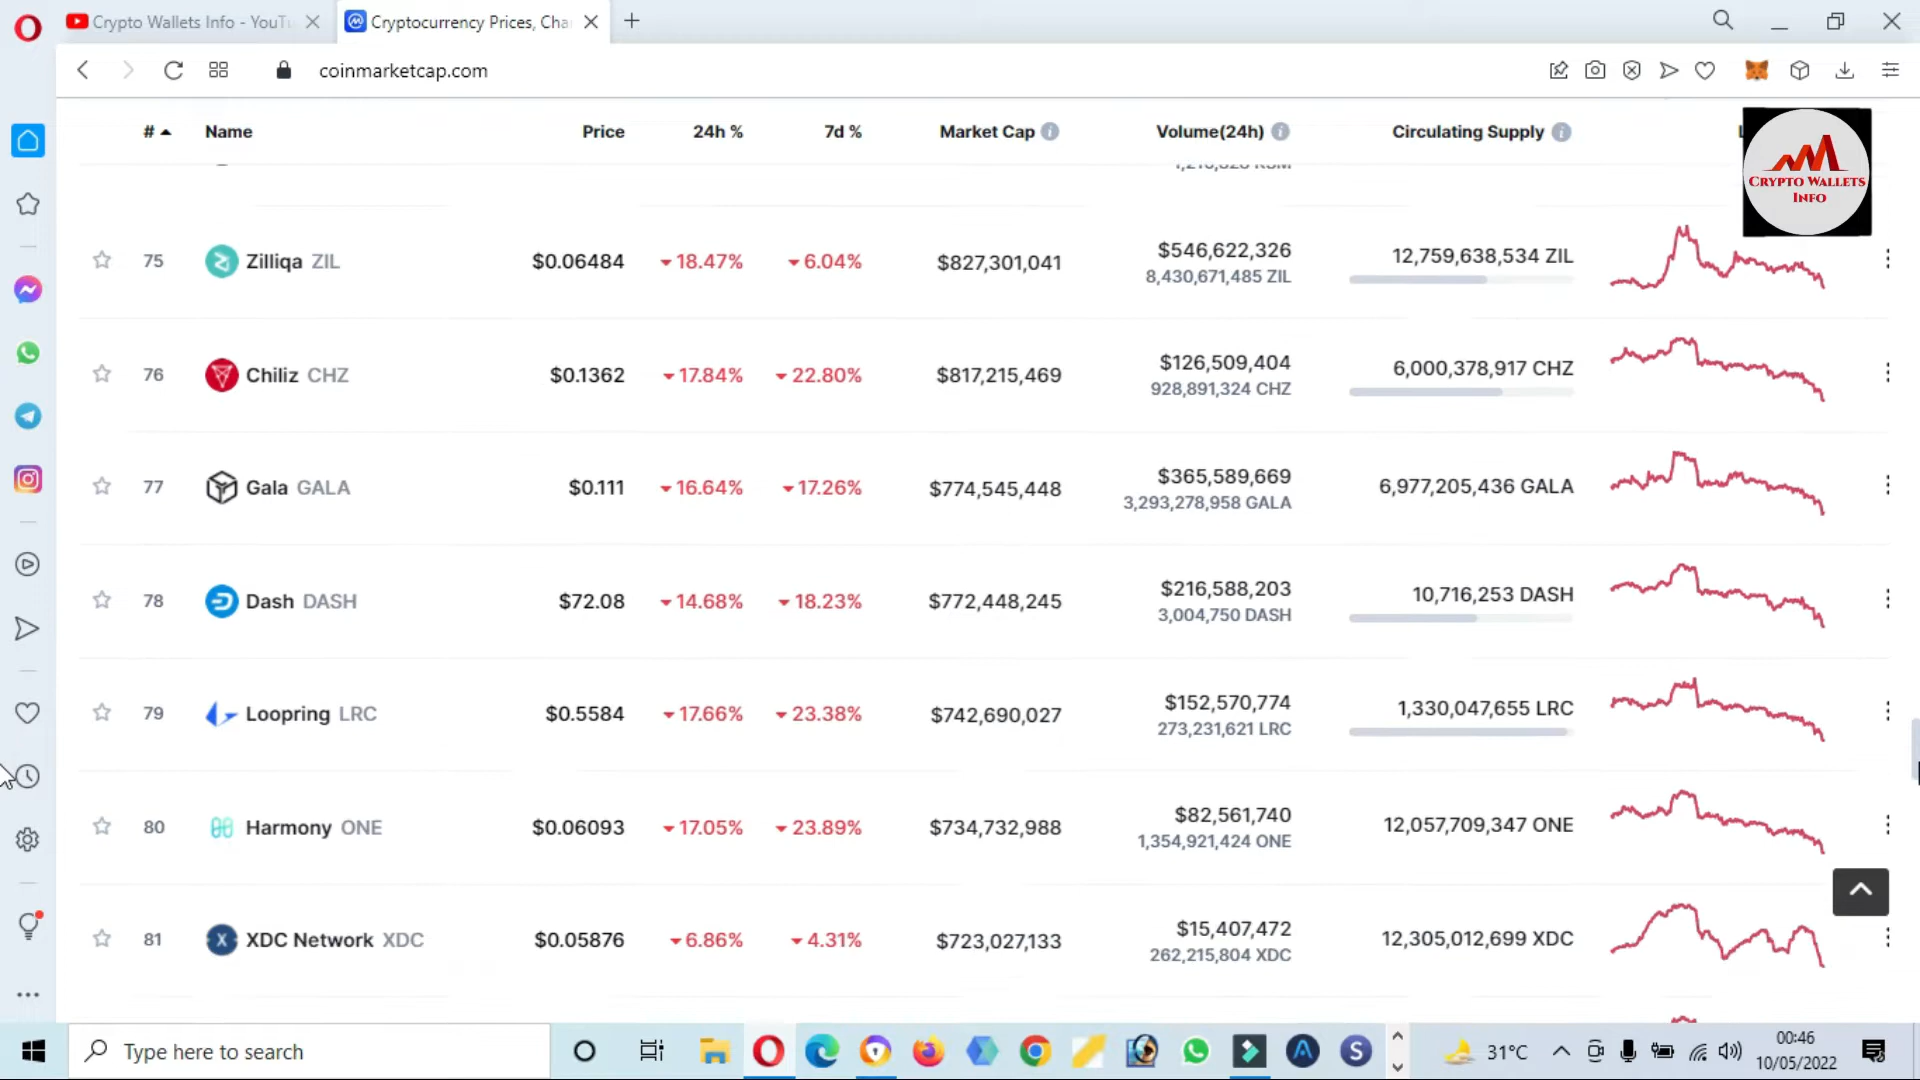 Crypto Wallets Info - YouTu
Cryptocurrency Prices, Cha
coinmarketcap.com
# Name Price 24h % 7d % Market Cap Volume(24h) Circulating Supply
CRYPTO WALLETS
INFO
75 Zilliqa ZIL $0.06484 18.47% 6.04% $827,301,041 $546,622,326 12,759,638,534 ZIL
8,430,671,485 ZIL
76 Chiliz CHZ $0.1362 17.84% 22.80% $817,215,469 $126,509,404 6,000,378,917 CHZ
928,891,324 CHZ
77 Gala GALA $0.111 16.64% 17.26% $774,545,448 $365,589,669 6,977,205,436 GALA
3,293,278,958 GALA
78 Dash DASH $72.08 14.68% 18.23% $772,448,245 $216,588,203 10,716,253 DASH
3,004,750 DASH
79 Loopring LRC $0.5584 17.66% 23.38% $742,690,027 $152,570,774 1,330,047,655 LRC
273,231,621 LRC
80 Harmony ONE $0.06093 17.05% 23.89% $734,732,988 $82,561,740 12,057,709,347 ONE
1,354,921,424 ONE
81 XDC Network XDC $0.05876 6.86% 4.31% $723,027,133 $15,407,472 12,305,012,699 XDC
262,215,804 XDC
Type here to search
31°C
00:46
10/05/2022